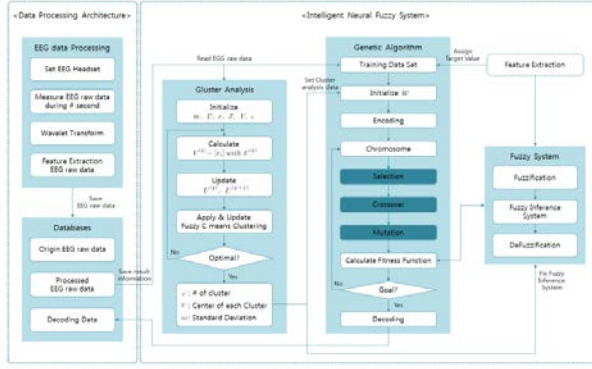 <Data Processing Architecture>
EEG data Processing
Set EEG Headset
Measure EEG raw data
during θ second
Wavelet Transform
Feature Extraction
EEG raw data
Save
EEG raw data
Databases
Origin EEG raw data
Processed
EEG raw data
Decoding Data
Save result
information
<Intelligent Neural Fuzzy System>
Read EGG raw data
Gluster Analysis
Initialize
Calculate
Update
Apply & Update
Fuzzy C means Clustering
Optimal?
No
Yes
c : # of cluster
v : Center of each Cluster
: Standard Deviation
Set Cluster
analysis data
Genetic Algorithm
Training Data Set
Initialize W
Encoding
Chromosome
Selection
Crossover
Mutation
Calculate Fitness Function
No
Goal?
Yes
Decoding
Assign
Target Value
Feature Extraction
Fuzzy System
Fuzzification
Fuzzy Inference
System
DeFuzzification
Fix Fuzzy
Inference
System